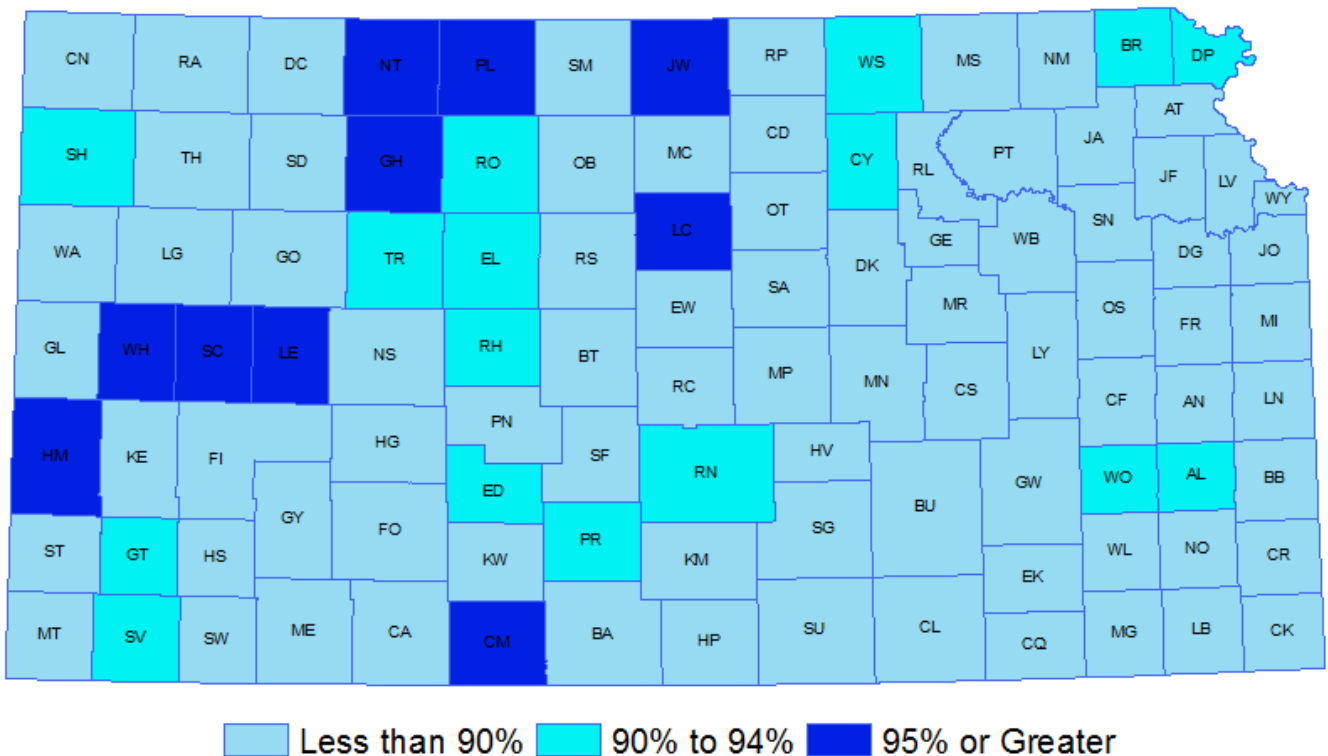 CN RA DC NT PL SM JW RP WS MS NM BR DP
SH TH SD GH RO OB MC CD CY RL PT JA AT
JF LV WY
WA LG GO TR EL RS LC OT DK GE WB SN DG JO
GL WH SC LE NS RH BT EW SA MR LY OS FR MI
RC MP MN CS CF AN LN
HM KE FI HG PN SF RN HV BU GW WO AL BB
ED
ST GT HS GY FO KW PR KM SG EK WL NO CR
MT SV SW ME CA CM BA HP SU CL CQ MG LB CK
Less than 90% 90% to 94% 95% or Greater